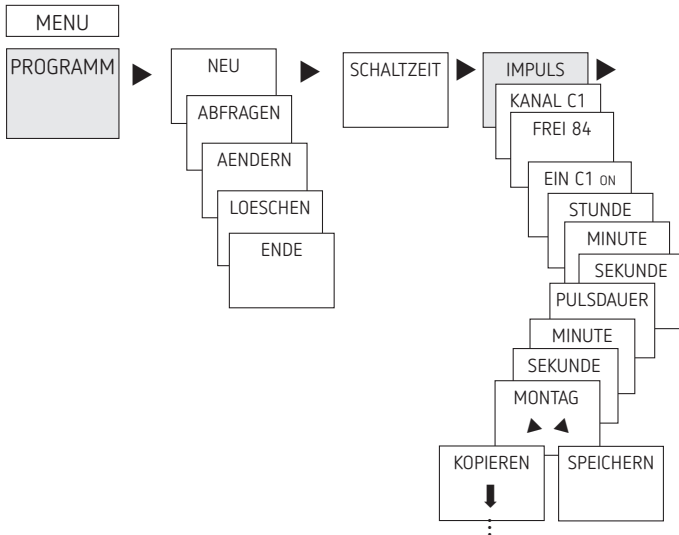 MENU
PROGRAMM
NEU
ABFRAGEN
AENDERN
LOESCHEN
ENDE
SCHALTZEIT
IMPULS
KANAL C1
FREI 84
EIN C1 ON
STUNDE
MINUTE
SEKUNDE
PULSDAUER
MINUTE
SEKUNDE
MONTAG
KOPIEREN
SPEICHERN